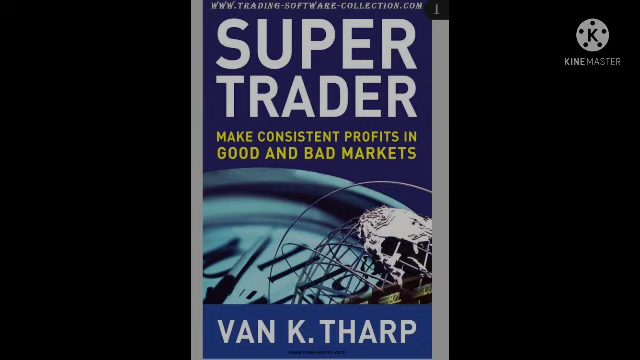 WWW.TRADING-SOFTWARE-COLLECTION.COM
1
SUPER
TRADER
MAKE CONSISTENT PROFITS IN
GOOD AND BAD MARKETS
VAN K. THARP
K
KINEMASTER